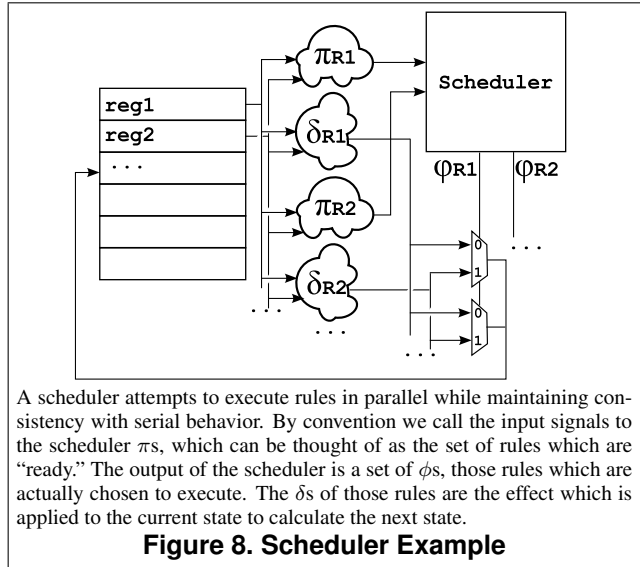 πR1
Scheduler
reg1
reg2
. . .
δR1
φR1
φR2
πR2
0
. . .
1
δR2
0
. . .
. . .
1
. . .
A scheduler attempts to execute rules in parallel while maintaining con-
sistency with serial behavior. By convention we call the input signals to
the scheduler πs, which can be thought of as the set of rules which are
“ready.” The output of the scheduler is a set of ϕs, those rules which are
actually chosen to execute. The δs of those rules are the effect which is
applied to the current state to calculate the next state.
Figure 8. Scheduler Example